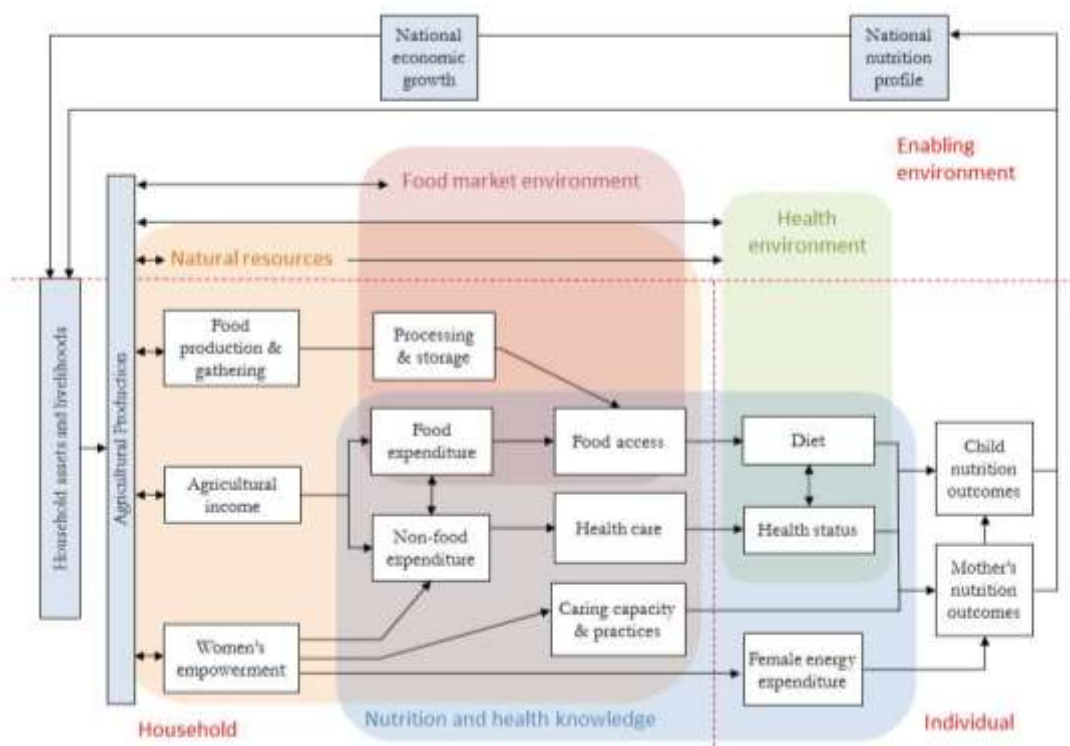 National
economic
growth
National
nutrition
profile
Enabling
environment
Food market environment
Health
environment
Natural resources
Household assets and livelihoods
Agricultural Production
Food
production &
gathering
Processing
& storage
Food
expenditure
Food access
Diet
Child
nutrition
outcomes
Agricultural
income
Non-food
expenditure
Health care
Health status
Mother's
nutrition
outcomes
Caring capacity
& practices
Women's
empowerment
Female energy
expenditure
Household
Nutrition and health knowledge
Individual